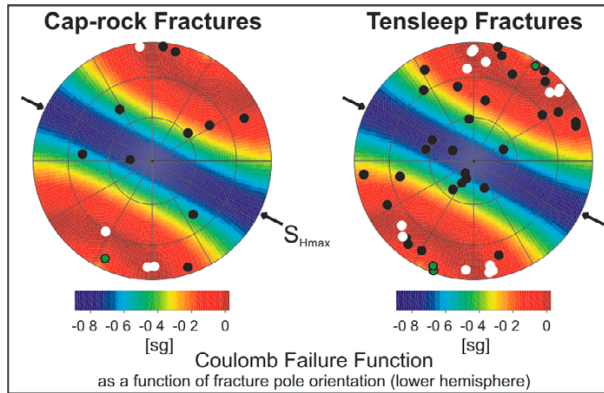 Cap-rock Fractures
Tensleep Fractures
SHmax
-0 8 -0 6 -0 4 -0 2 0
[sg]
-0 8 -0 6 -0 4 -0 2 0
[sg]
Coulomb Failure Function
as a function of fracture pole orientation (lower hemisphere)